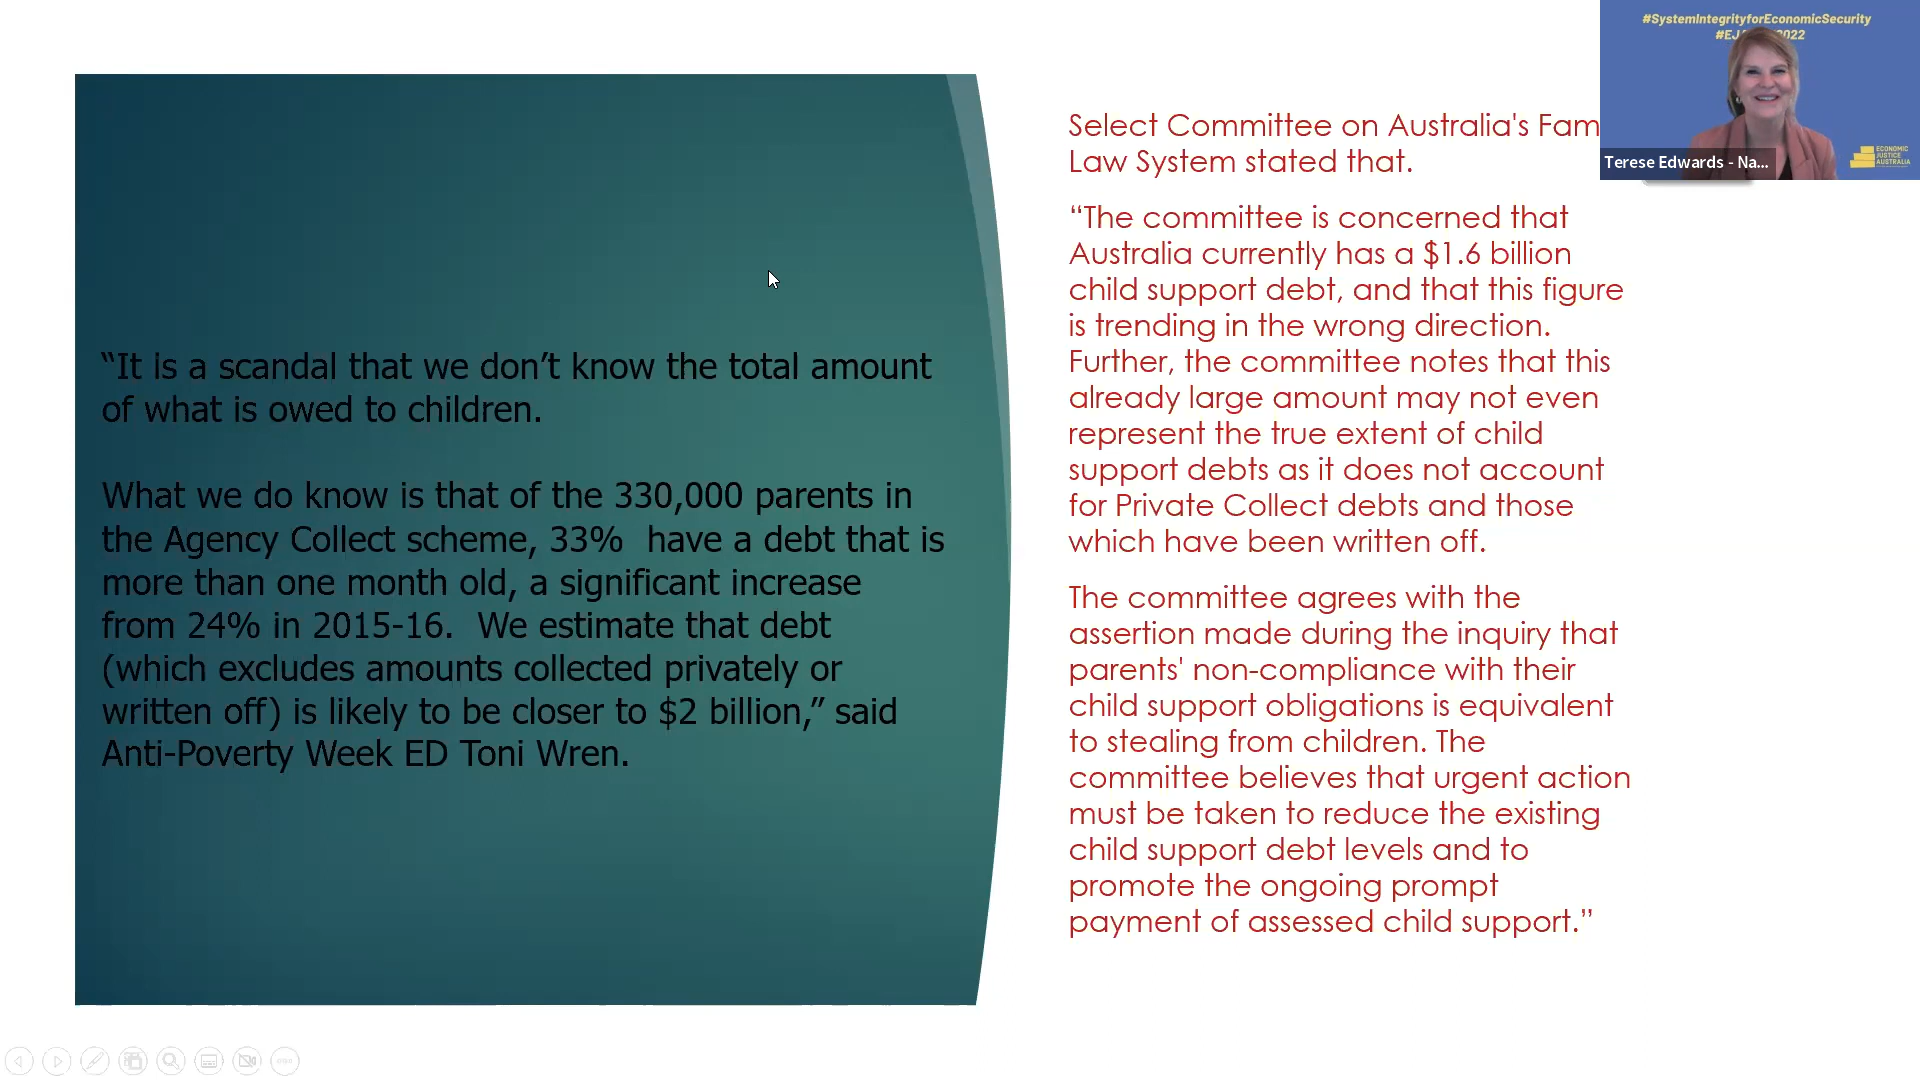 “It is a scandal that we don’t know the total amount
of what is owed to children.
What we do know is that of the 330,000 parents in
the Agency Collect scheme, 33%  have a debt that is
more than one month old, a significant increase
from 24% in 2015-16.  We estimate that debt
(which excludes amounts collected privately or
written off) is likely to be closer to $2 billion,” said
Anti-Poverty Week ED Toni Wren.
Select Committee on Australia's Fam
Law System stated that.
“The committee is concerned that
Australia currently has a $1.6 billion
child support debt, and that this figure
is trending in the wrong direction.
Further, the committee notes that this
already large amount may not even
represent the true extent of child
support debts as it does not account
for Private Collect debts and those
which have been written off.
The committee agrees with the
assertion made during the inquiry that
parents' non-compliance with their
child support obligations is equivalent
to stealing from children. The
committee believes that urgent action
must be taken to reduce the existing
child support debt levels and to
promote the ongoing prompt
payment of assessed child support.”
#SystemIntegrityforEconomicSecurity
#EJ 2022
Terese Edwards - Na...
ECONOMIC
JUSTICE
AUSTRALIA